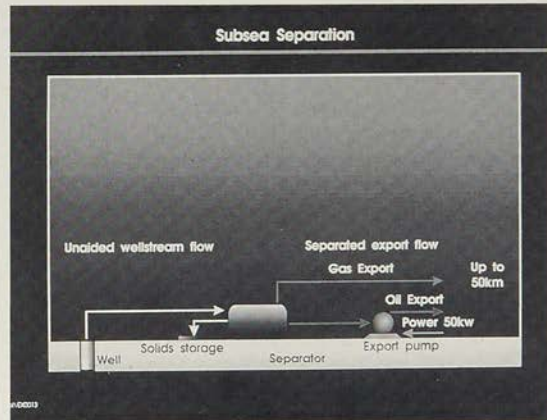 Subsea Separation
Unaided wellstream flow
Separated export flow
Gas Export
Up to
50km
Oil Export
Power 50kw
Solids storage
Export pump
Well
Separator